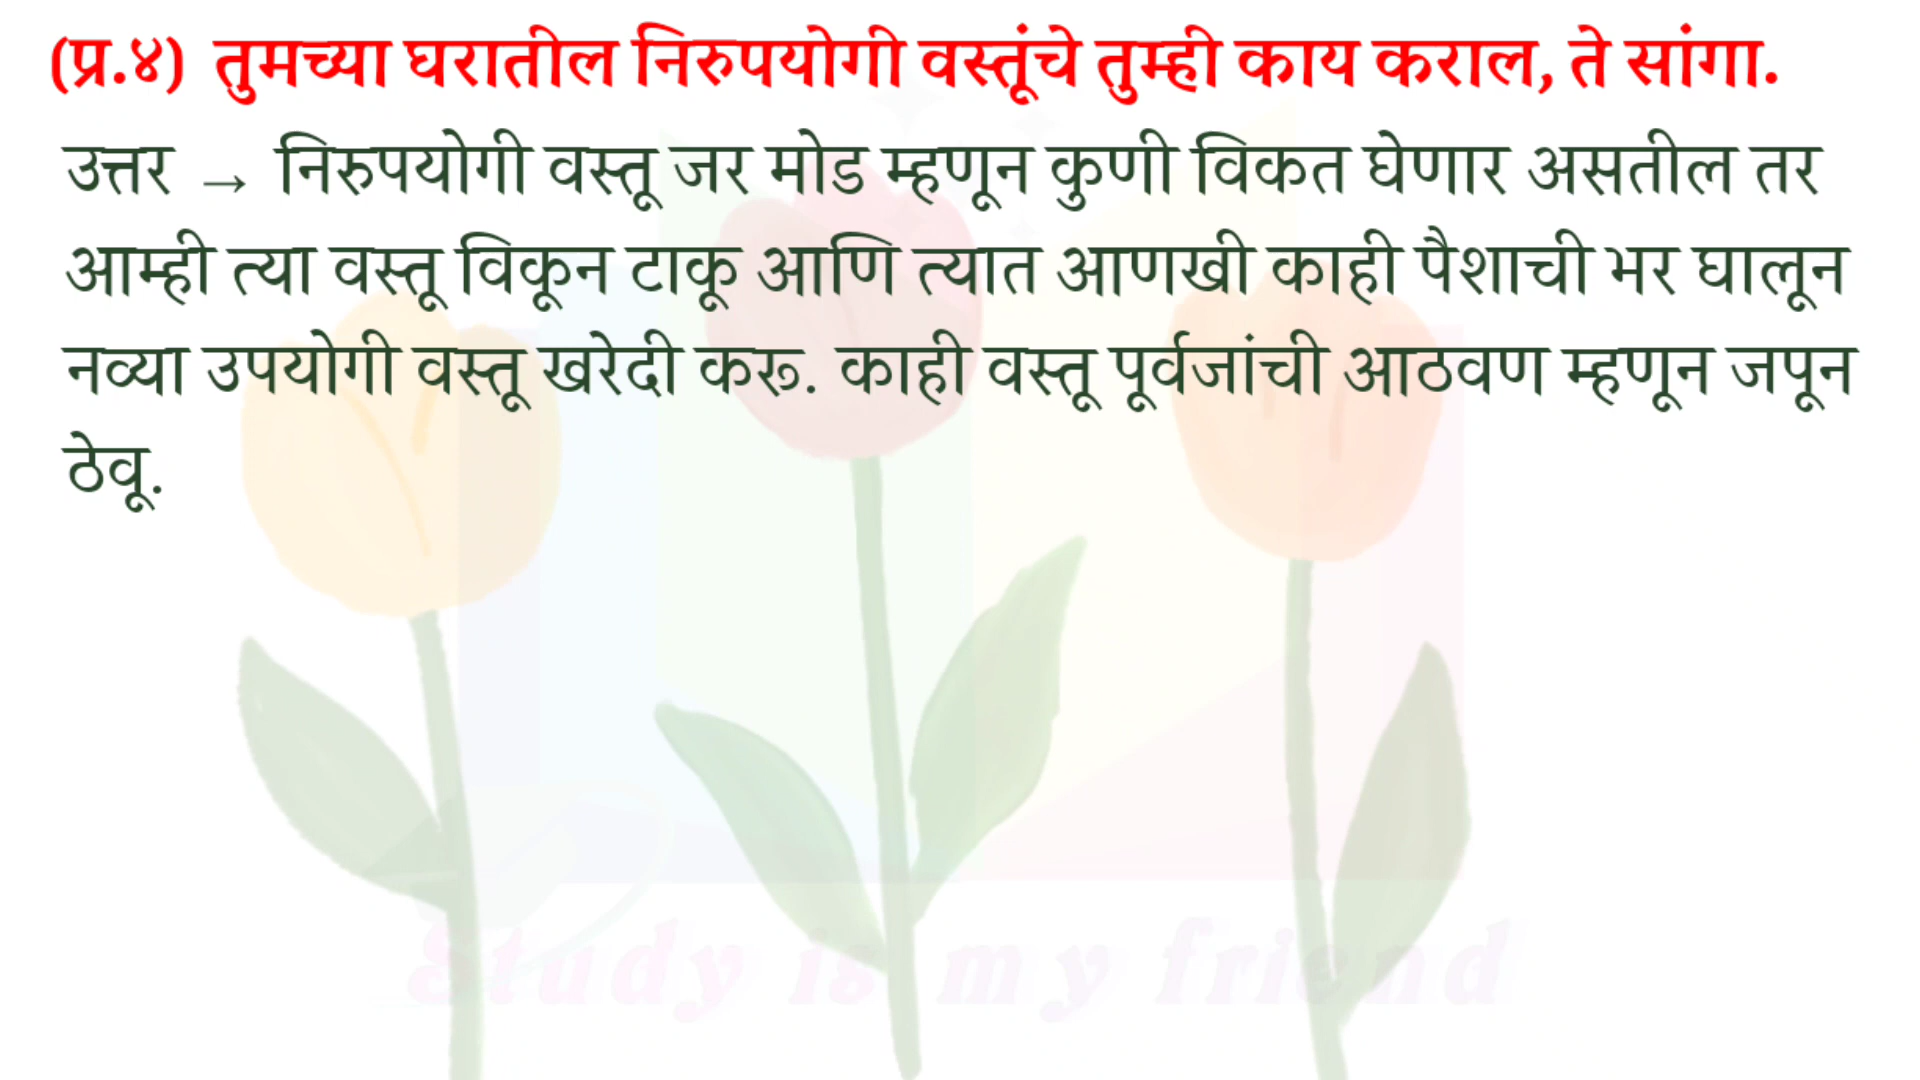 (प्र.४) तुमच्या घरातील निरुपयोगी वस्तूंचे तुम्ही काय कराल, ते सांगा.
उत्तर → निरुपयोगी वस्तू जर मोड म्हणून कुणी विकत घेणार असतील तर
आम्ही त्या वस्तू विकून टाकू आणि त्यात आणखी काही पैशाची भर घालून
नव्या उपयोगी वस्तू खरेदी करू. काही वस्तू पूर्वजांची आठवण म्हणून जपून
ठेवू.
Study is my friend